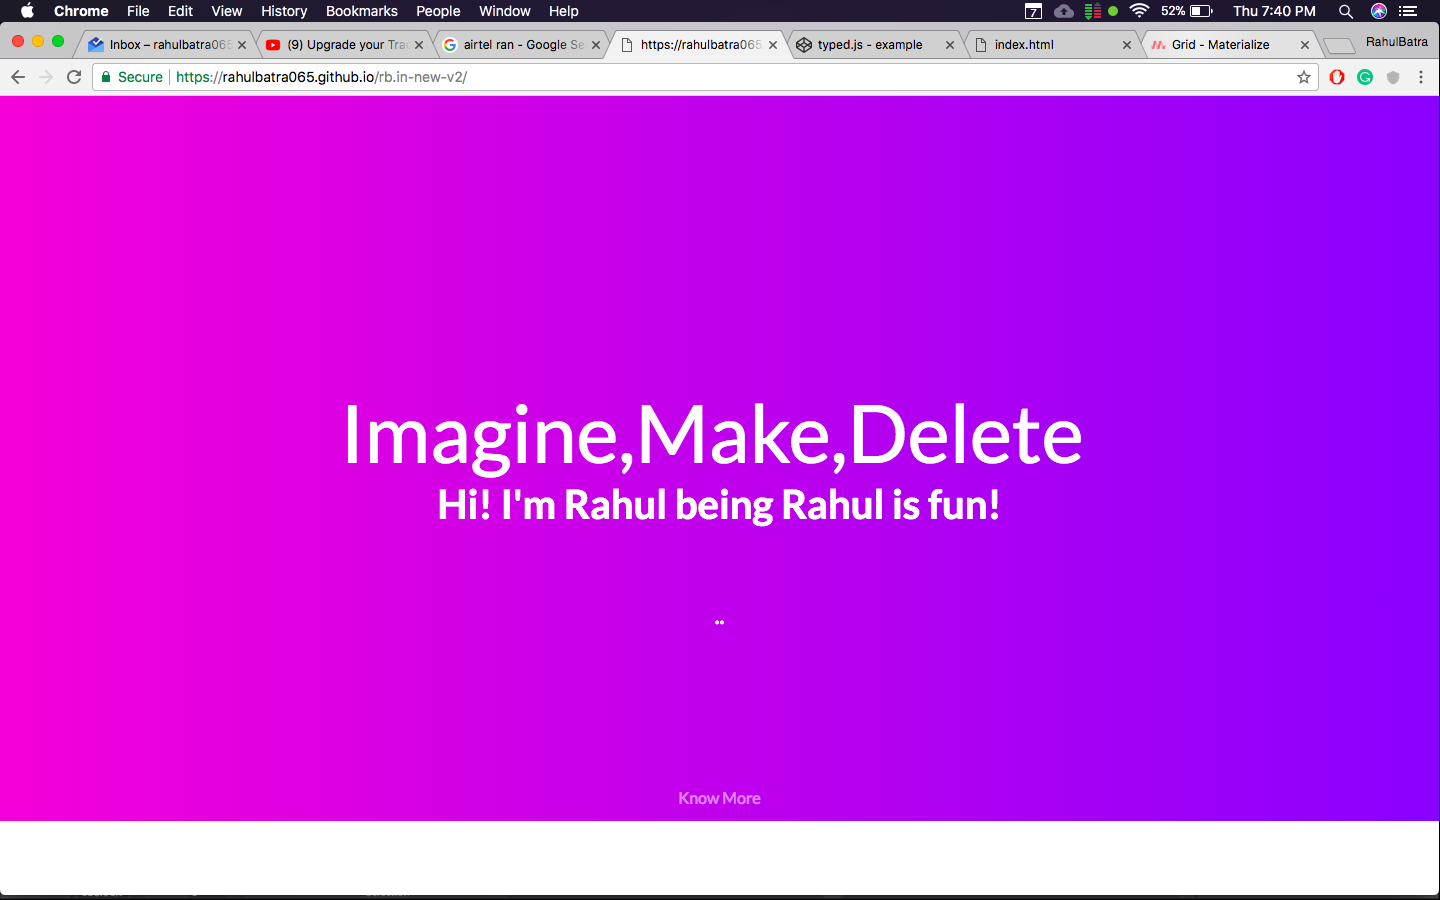 Chrome File Edit View History Bookmarks People Window Help 7 52% Thu 7:40 PM
Inbox – rahulbatra065 (9) Upgrade your Tra airtel ran - Google Se https://rahulbatra065. typed.js - example index.html Grid - Materialize RahulBatra
Secure https://rahulbatra065.github.io/rb.in-new-v2/
Imagine,Make,Delete
Hi! I'm Rahul being Rahul is fun!
Know More